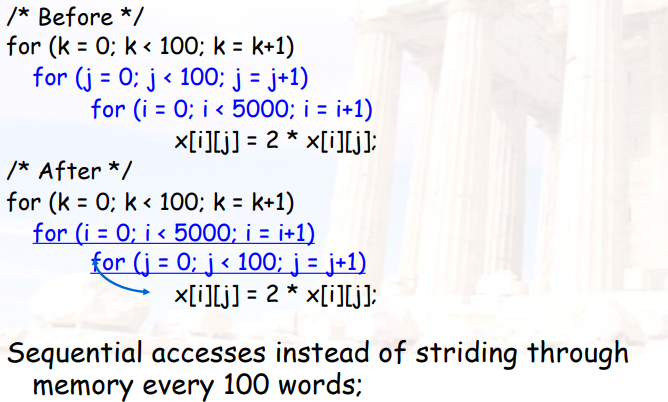 /* Before */
for (k = 0; k < 100; k = k+1)
for (j = 0; j < 100; j = j+1)
for (i = 0; i < 5000; i = i+1)
x[i][j] = 2 * x[i][j];
/* After */
for (k = 0; k < 100; k = k+1)
for (i = 0; i < 5000; i = i+1)
for (j = 0; j < 100; j = j+1)
x[i][j] = 2 * x[i][j];
Sequential accesses instead of striding through
memory every 100 words;